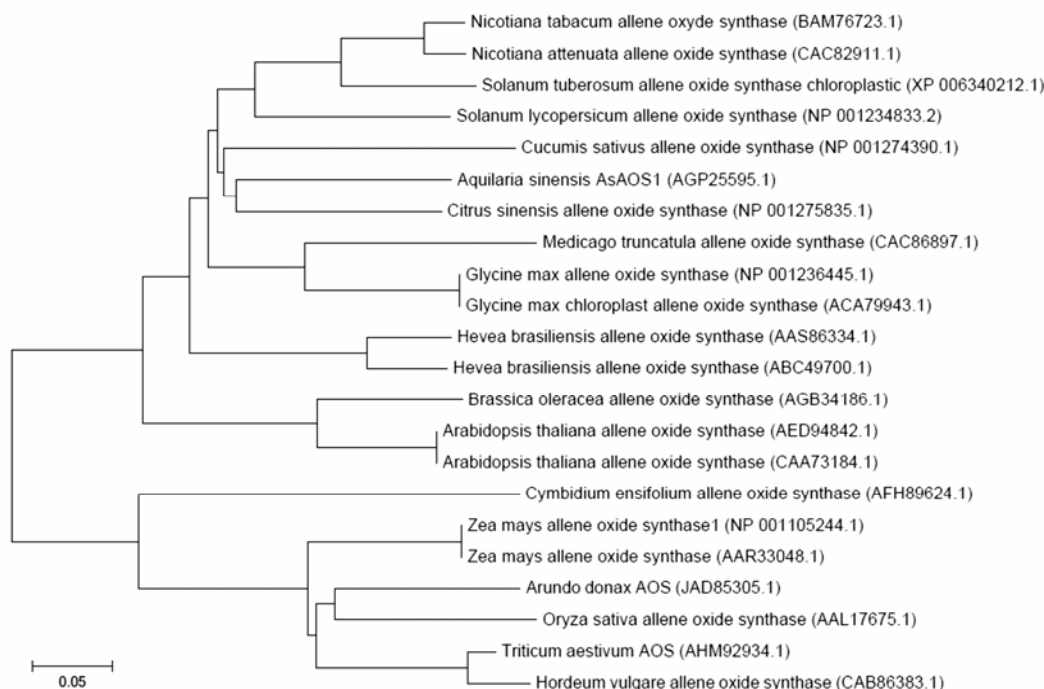 Nicotiana tabacum allene oxyde synthase (BAM76723.1)
Nicotiana attenuata allene oxide synthase (CAC82911.1)
Solanum tuberosum allene oxide synthase chloroplastic (XP 006340212.1)
Solanum lycopersicum allene oxide synthase (NP 001234833.2)
Cucumis sativus allene oxide synthase (NP 001274390.1)
Aquilaria sinensis AsAOS1 (AGP25595.1)
Citrus sinensis allene oxide synthase (NP 001275835.1)
Medicago truncatula allene oxide synthase (CAC86897.1)
Glycine max allene oxide synthase (NP 001236445.1)
Glycine max chloroplast allene oxide synthase (ACA79943.1)
Hevea brasiliensis allene oxide synthase (AAS86334.1)
Hevea brasiliensis allene oxide synthase (ABC49700.1)
Brassica oleracea allene oxide synthase (AGB34186.1)
Arabidopsis thaliana allene oxide synthase (AED94842.1)
Arabidopsis thaliana allene oxide synthase (CAA73184.1)
Cymbidium ensifolium allene oxide synthase (AFH89624.1)
Zea mays allene oxide synthase1 (NP 001105244.1)
Zea mays allene oxide synthase (AAR33048.1)
Arundo donax AOS (JAD85305.1)
Oryza sativa allene oxide synthase (AAL17675.1)
Triticum aestivum AOS (AHM92934.1)
Hordeum vulgare allene oxide synthase (CAB86383.1)
0.05